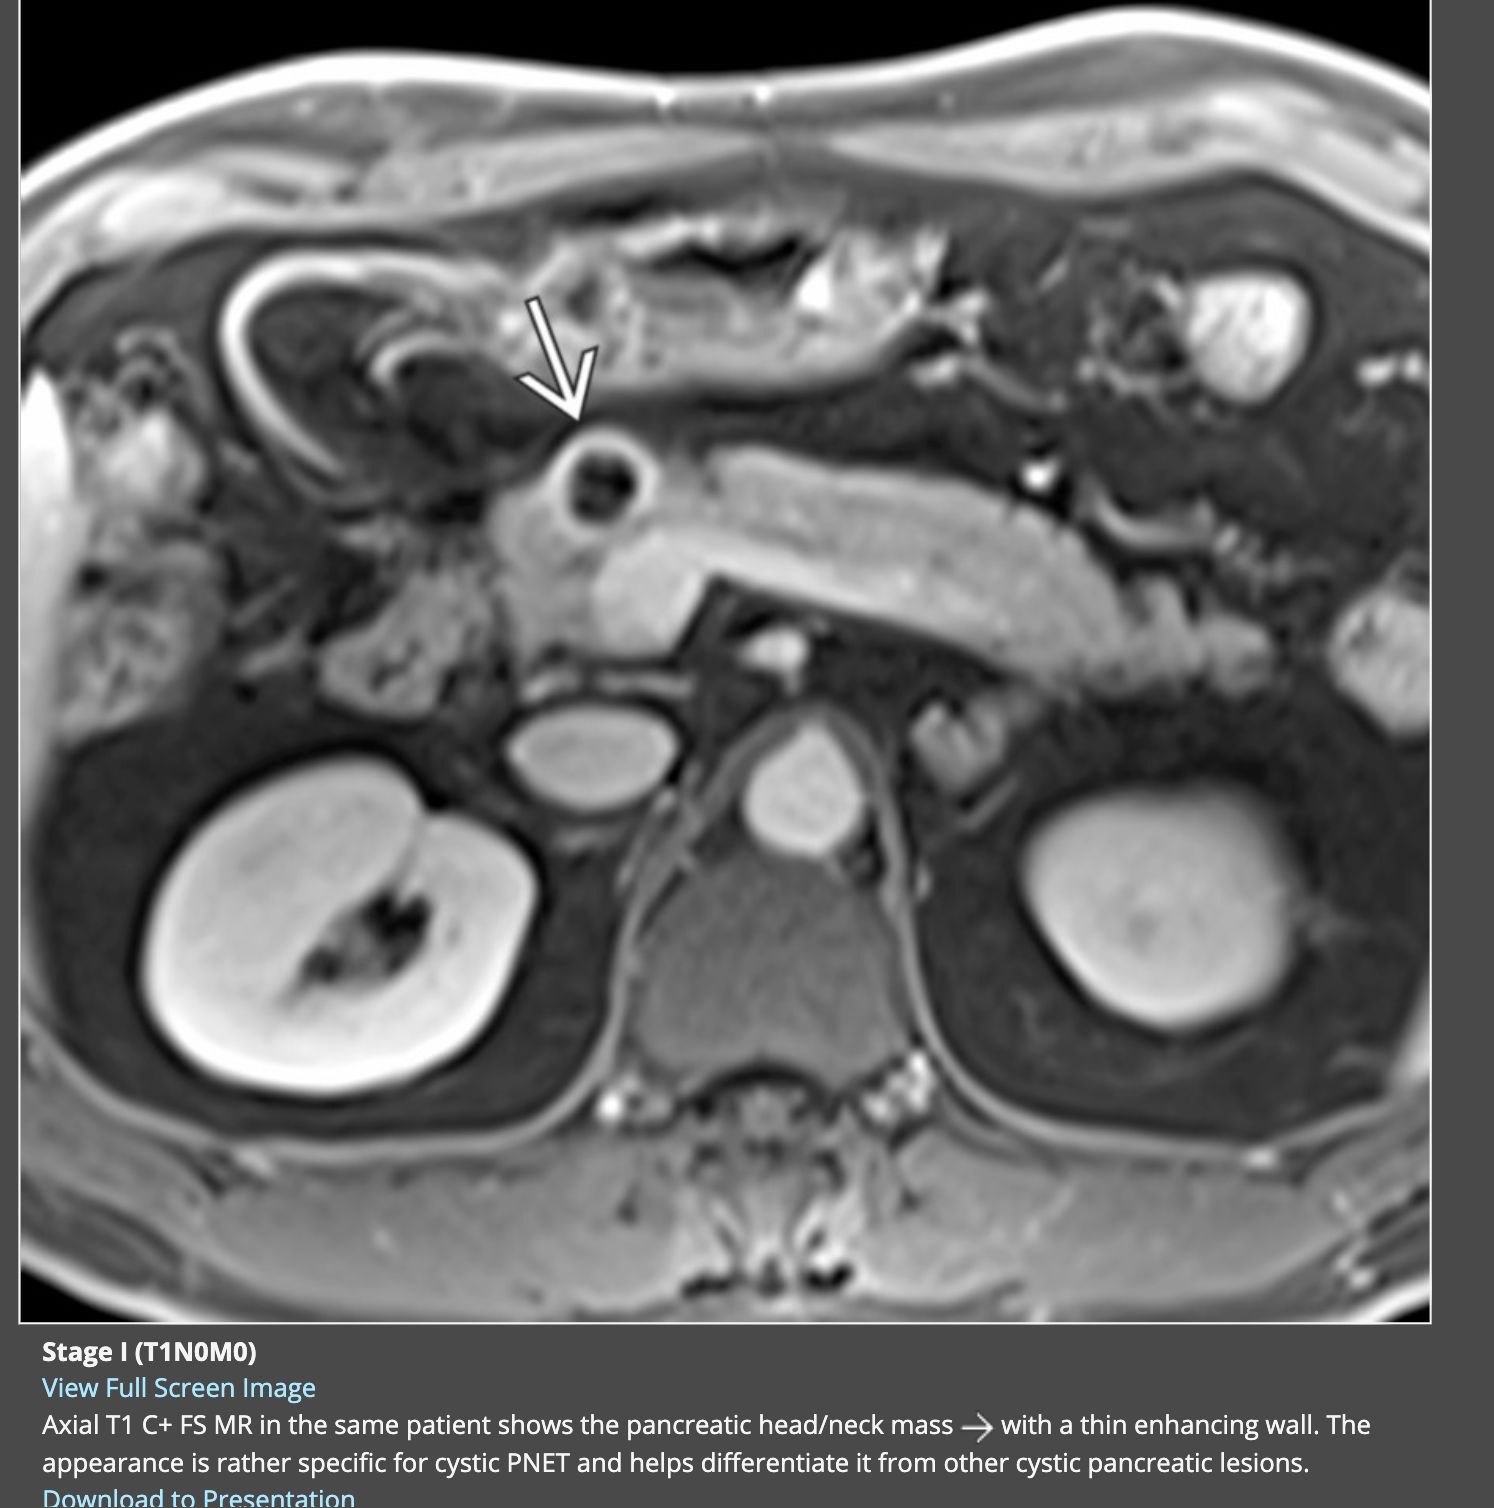 Stage I (T1N0M0)
View Full Screen Image
Axial T1 C+ FS MR in the same patient shows the pancreatic head/neck mass → with a thin enhancing wall. The
appearance is rather specific for cystic PNET and helps differentiate it from other cystic pancreatic lesions.
Download to Presentation